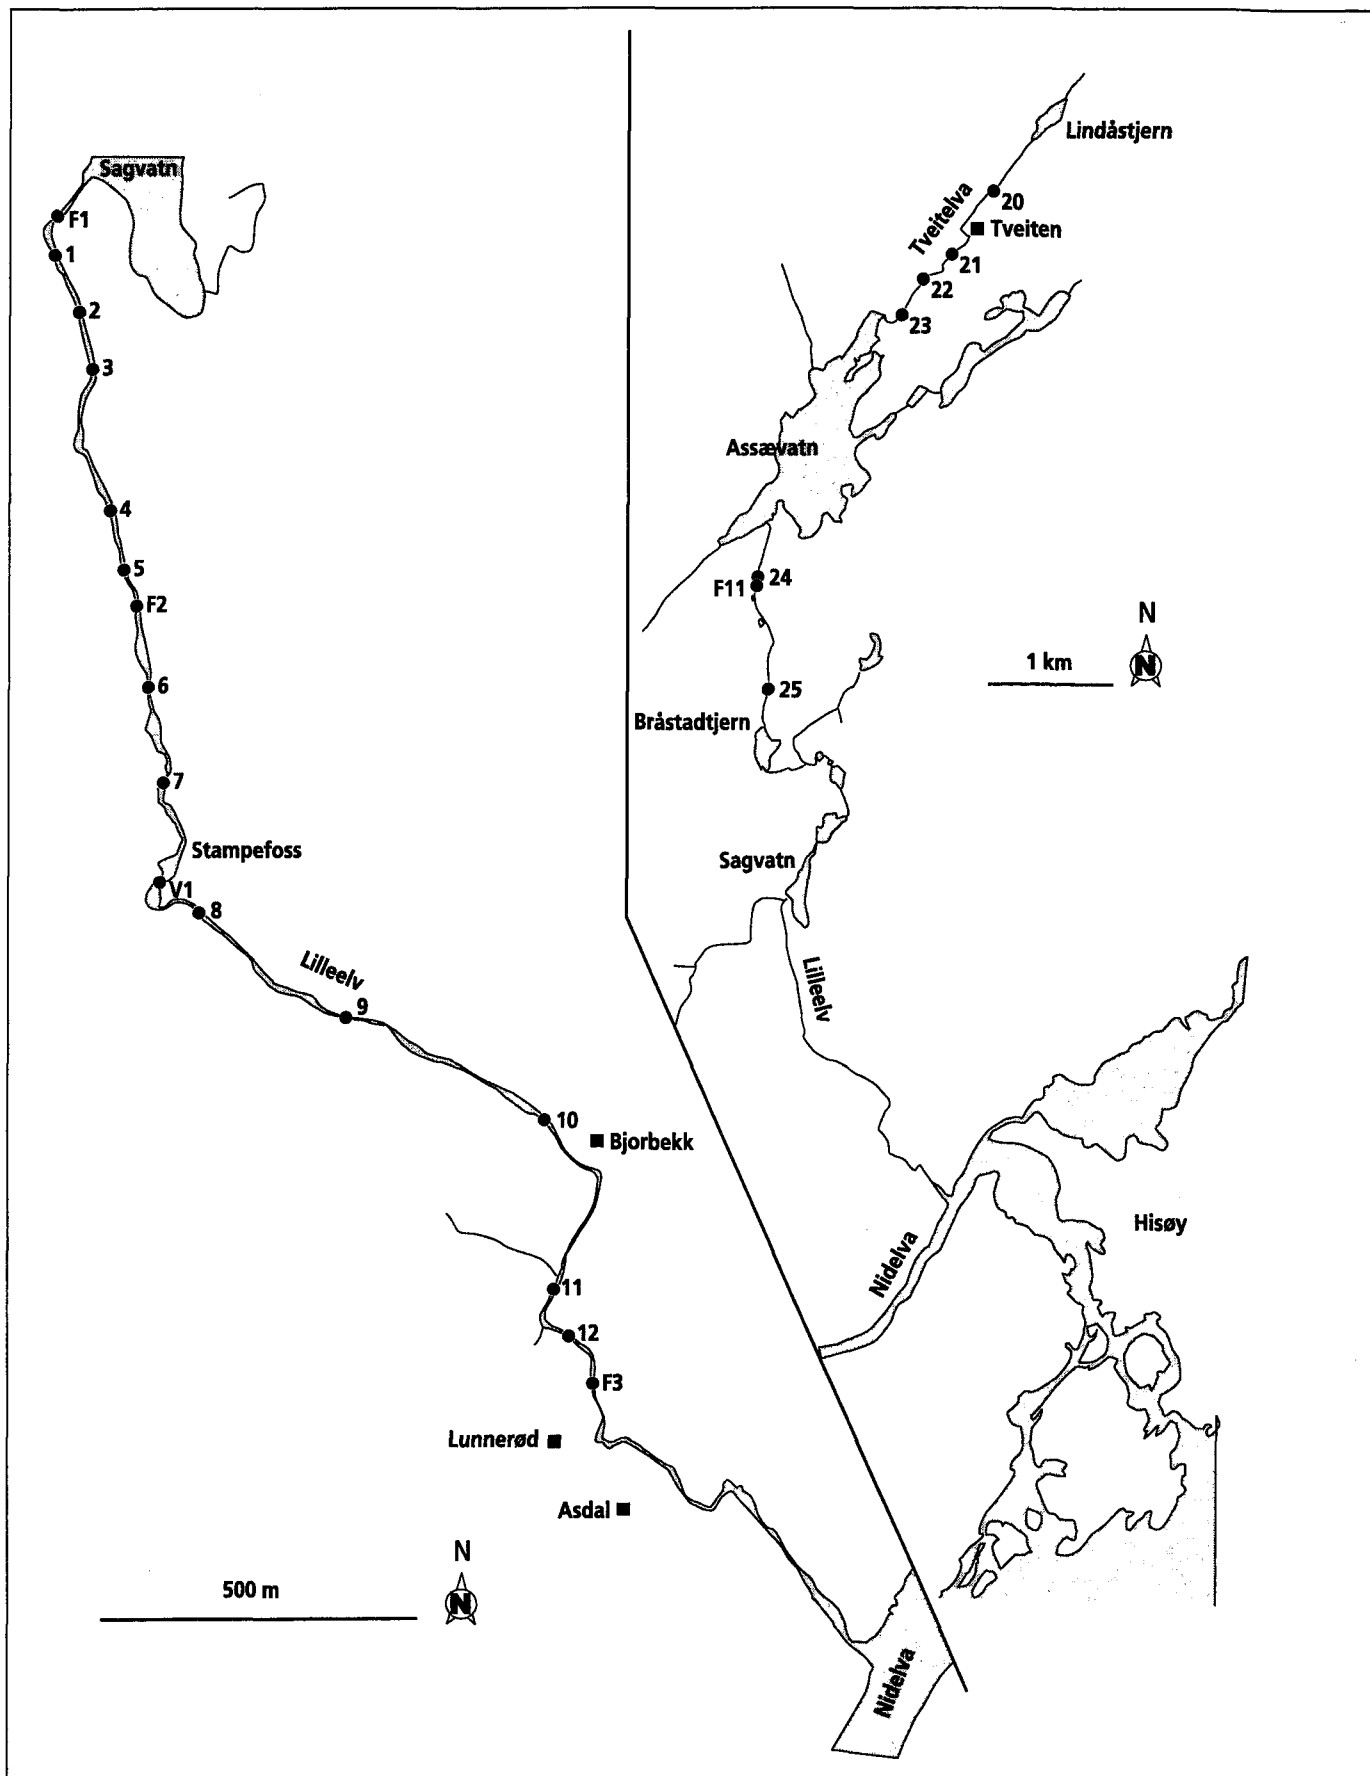 Sagvatn
F1
1
2
3
4
5
F2
6
7
Stampefoss
V1
8
Lilleelv
9
10
Bjorbekk
11
12
F3
Lunnerød
Asdal
500 m
N
N
Nidelva
Lindåstjern
20
Tveitelva
Tveiten
21
22
23
Assævatn
24
F11
25
N
N
1 km
Bråstadtjern
Sagvatn
Lilleelv
Hisøy
Nidelva